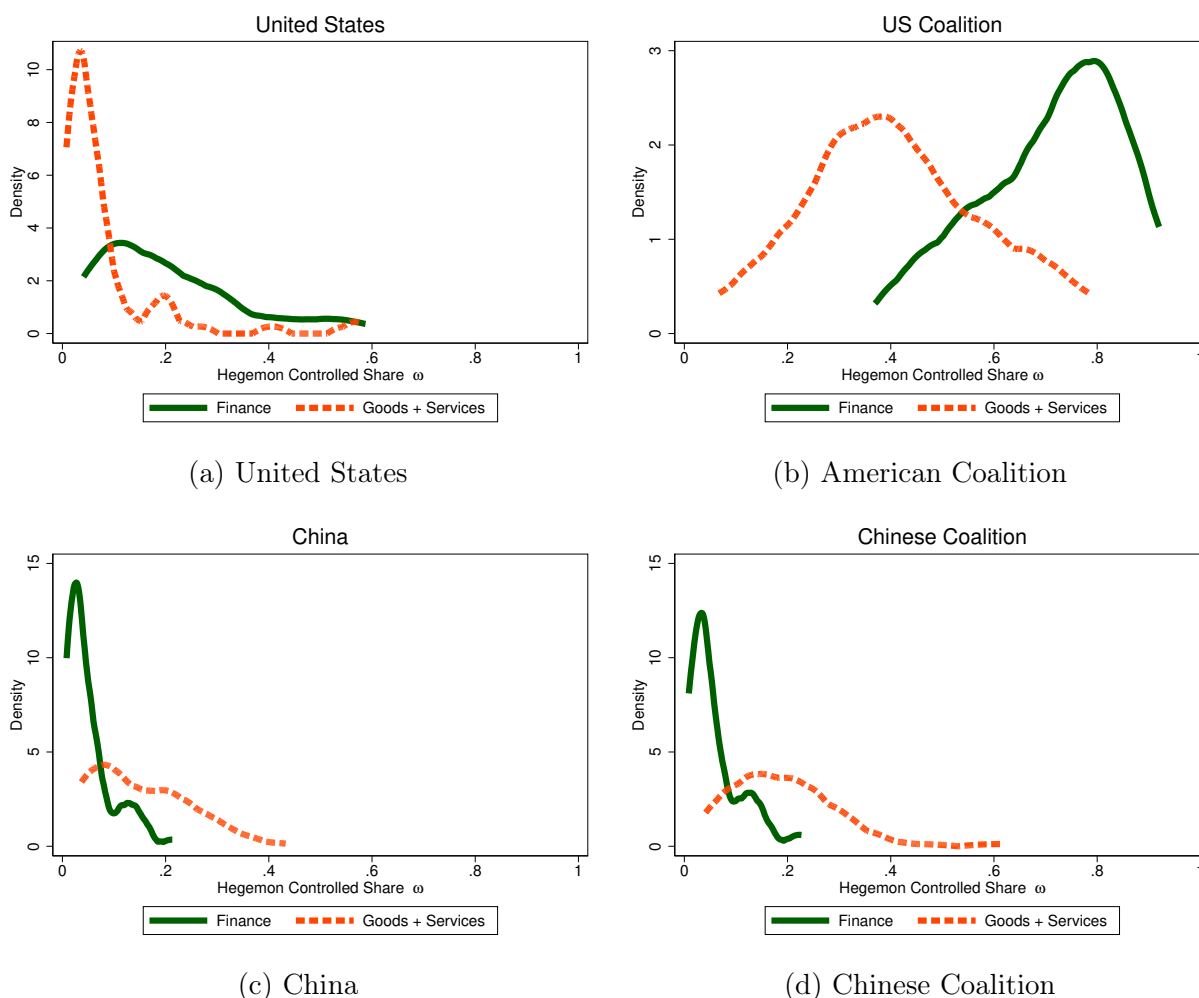 United States
Density
0 2 4 6 8 10
0 .2 .4 .6 .8 1
Hegemon Controlled Share ω
Finance Goods + Services
(a) United States
US Coalition
Density
0 1 2 3
0 .2 .4 .6 .8 1
Hegemon Controlled Share ω
Finance Goods + Services
(b) American Coalition
China
Density
0 5 10 15
0 .2 .4 .6 .8 1
Hegemon Controlled Share ω
Finance Goods + Services
(c) China
Chinese Coalition
Density
0 5 10 15
0 .2 .4 .6 .8 1
Hegemon Controlled Share ω
Finance Goods + Services
(d) Chinese Coalition